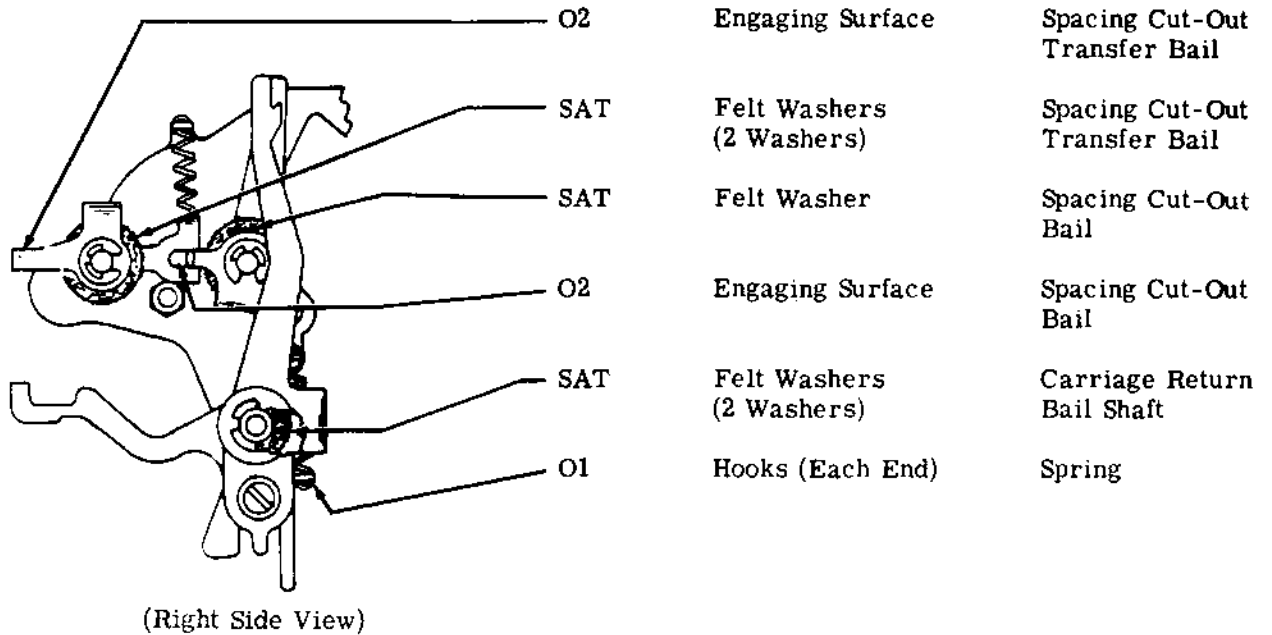 O2 Engaging Surface Spacing Cut-Out
Transfer Bail
SAT Felt Washers Spacing Cut-Out
(2 Washers) Transfer Bail
SAT Felt Washer Spacing Cut-Out
Bail
O2 Engaging Surface Spacing Cut-Out
Bail
SAT Felt Washers Carriage Return
(2 Washers) Bail Shaft
O1 Hooks (Each End) Spring
(Right Side View)